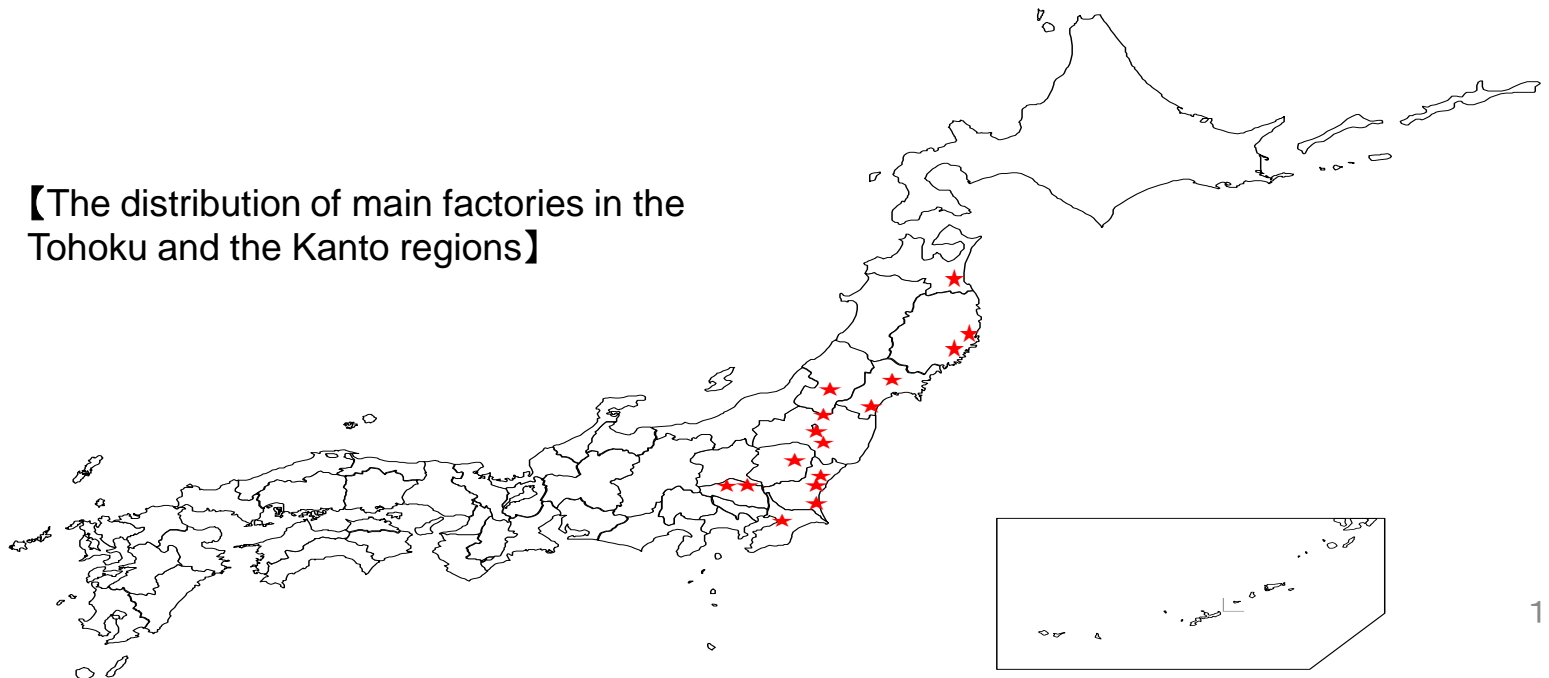 【The distribution of main factories in the
Tohoku and the Kanto regions】
1